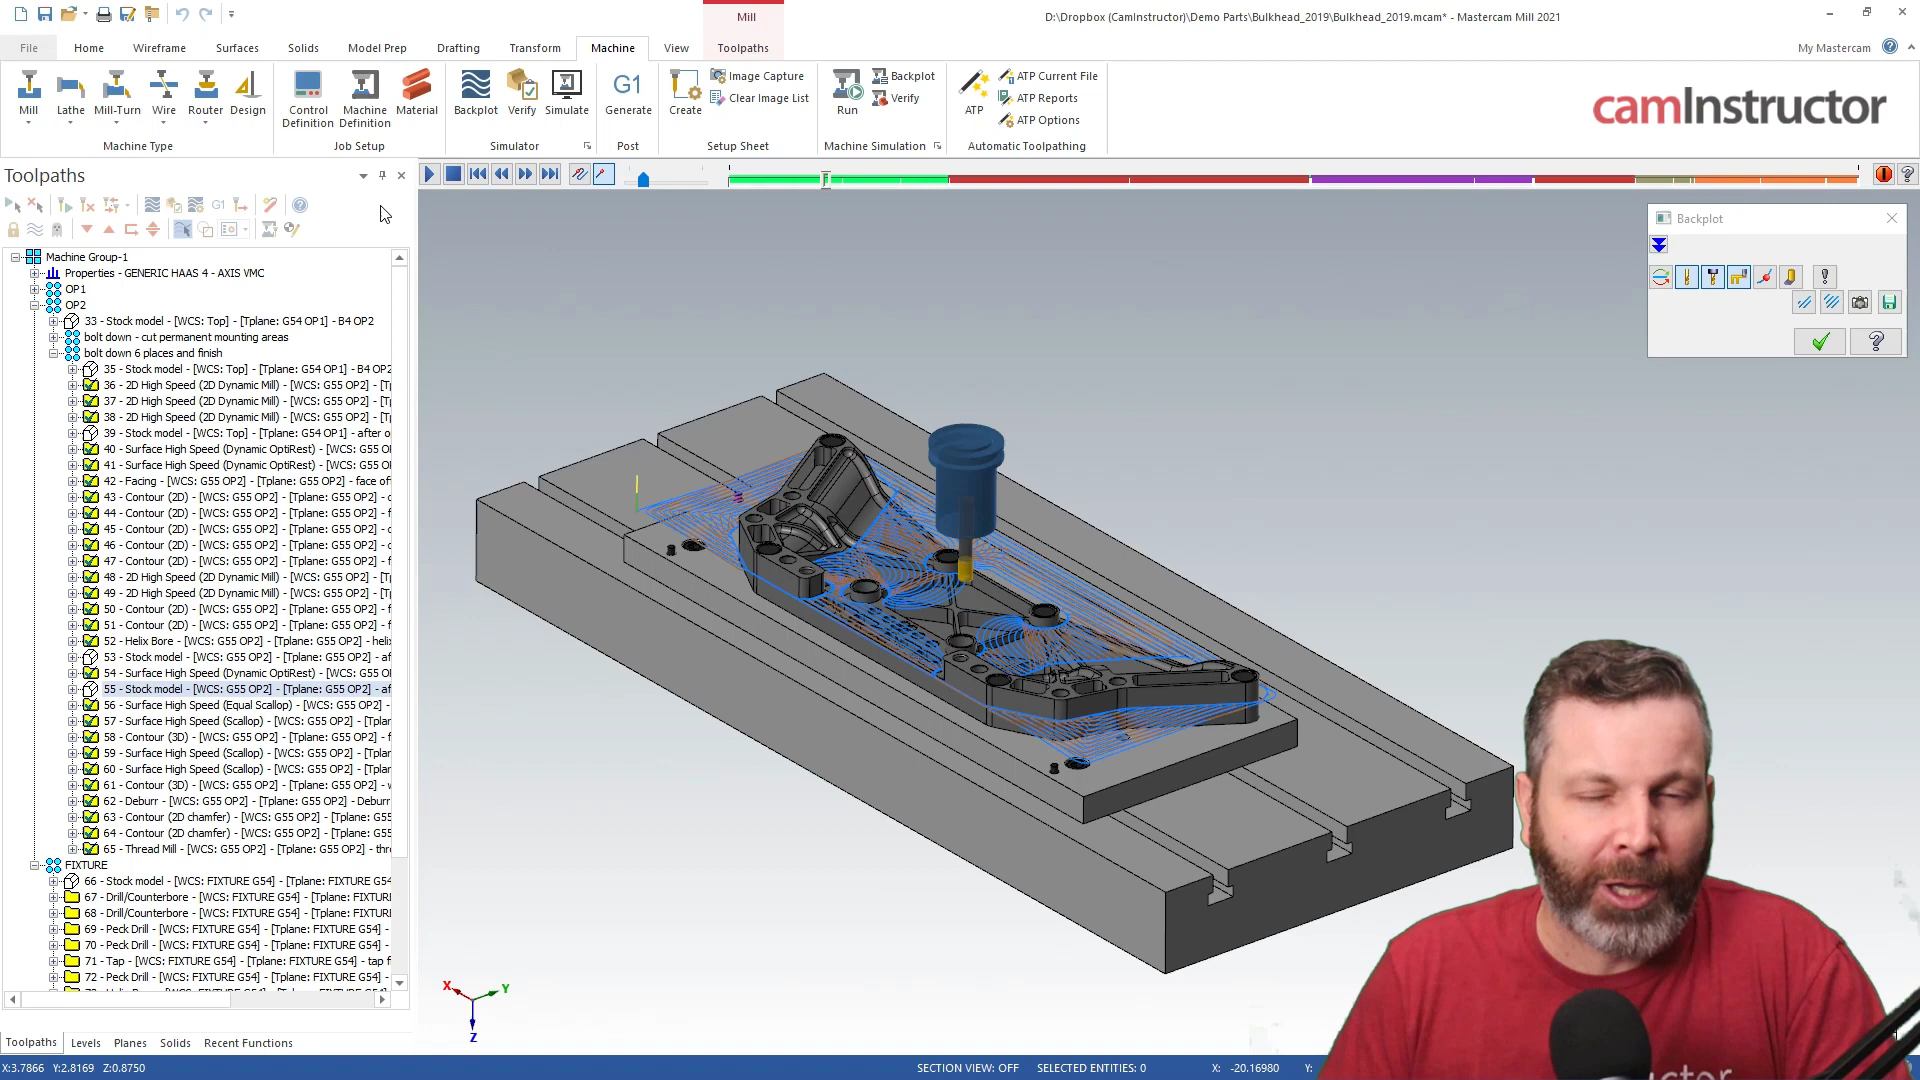 Mill
D:\Dropbox (CamInstructor)\Demo Parts\Bulkhead_2019\Bulkhead_2019.mcam* - Mastercam Mill 2021
File Home Wireframe Surfaces Solids Model Prep Drafting Transform Machine View Toolpaths My Mastercam
Mill Lathe Mill-Turn Wire Router Design
Machine Type
Control Definition Machine Definition Material
Job Setup
Backplot Verify Simulate
Simulator
G1
Generate
Post
Create Image Capture
Clear Image List
Setup Sheet
Run Backplot
Verify
Machine Simulation
ATP ATP Current File
ATP Reports
ATP Options
Automatic Toolpathing
camInstructor
Toolpaths
G1
Backplot
Machine Group-1
Properties - GENERIC HAAS 4 - AXIS VMC
OP1
OP2
33 - Stock model - [WCS: Top] - [Tplane: G54 OP1] - B4 OP2
bolt down - cut permanent mounting areas
bolt down 6 places and finish
35 - Stock model - [WCS: Top] - [Tplane: G54 OP1] - B4 OP2
36 - 2D High Speed (2D Dynamic Mill) - [WCS: G55 OP2] - [Tp
37 - 2D High Speed (2D Dynamic Mill) - [WCS: G55 OP2] - [Tp
38 - 2D High Speed (2D Dynamic Mill) - [WCS: G55 OP2] - [Tp
39 - Stock model - [WCS: Top] - [Tplane: G54 OP1] - after o
40 - Surface High Speed (Dynamic OptiRest) - [WCS: G55 O
41 - Surface High Speed (Dynamic OptiRest) - [WCS: G55 O
42 - Facing - [WCS: G55 OP2] - [Tplane: G55 OP2] - face of
43 - Contour (2D) - [WCS: G55 OP2] - [Tplane: G55 OP2] - c
44 - Contour (2D) - [WCS: G55 OP2] - [Tplane: G55 OP2] - f
45 - Contour (2D) - [WCS: G55 OP2] - [Tplane: G55 OP2] - c
46 - Contour (2D) - [WCS: G55 OP2] - [Tplane: G55 OP2] - c
47 - Contour (2D) - [WCS: G55 OP2] - [Tplane: G55 OP2] - f
48 - 2D High Speed (2D Dynamic Mill) - [WCS: G55 OP2] - [Tp
49 - 2D High Speed (2D Dynamic Mill) - [WCS: G55 OP2] - [Tp
50 - Contour (2D) - [WCS: G55 OP2] - [Tplane: G55 OP2] - f
51 - Contour (2D) - [WCS: G55 OP2] - [Tplane: G55 OP2] - f
52 - Helix Bore - [WCS: G55 OP2] - [Tplane: G55 OP2] - helix
53 - Stock model - [WCS: G55 OP2] - [Tplane: G55 OP2] - af
54 - Surface High Speed (Dynamic OptiRest) - [WCS: G55 O
55 - Stock model - [WCS: G55 OP2] - [Tplane: G55 OP2] - af
56 - Surface High Speed (Equal Scallop) - [WCS: G55 OP2] -
57 - Surface High Speed (Scallop) - [WCS: G55 OP2] - [Tplan
58 - Contour (3D) - [WCS: G55 OP2] - [Tplane: G55 OP2] - f
59 - Surface High Speed (Scallop) - [WCS: G55 OP2] - [Tplar
60 - Surface High Speed (Scallop) - [WCS: G55 OP2] - [Tplar
61 - Contour (3D) - [WCS: G55 OP2] - [Tplane: G55 OP2] - v
62 - Deburr - [WCS: G55 OP2] - [Tplane: G55 OP2] - Deburr
63 - Contour (2D chamfer) - [WCS: G55 OP2] - [Tplane: G55
64 - Contour (2D chamfer) - [WCS: G55 OP2] - [Tplane: G55
65 - Thread Mill - [WCS: G55 OP2] - [Tplane: G55 OP2] - thre
FIXTURE
66 - Stock model - [WCS: FIXTURE G54] - [Tplane: FIXTURE G54
67 - Drill/Counterbore - [WCS: FIXTURE G54] - [Tplane: FIXTUR
68 - Drill/Counterbore - [WCS: FIXTURE G54] - [Tplane: FIXTUR
69 - Peck Drill - [WCS: FIXTURE G54] - [Tplane: FIXTURE G54] -
70 - Peck Drill - [WCS: FIXTURE G54] - [Tplane: FIXTURE G54] -
71 - Tap - [WCS: FIXTURE G54] - [Tplane: FIXTURE G54] - tap f
72 - Peck Drill - [WCS: FIXTURE G54] - [Tplane: FIXTURE G54] -
X Y
Z
Toolpaths Levels Planes Solids Recent Functions
X:3.7866 Y:2.8169 Z:0.8750 SECTION VIEW: OFF SELECTED ENTITIES: 0 X: -20.16980 Y: